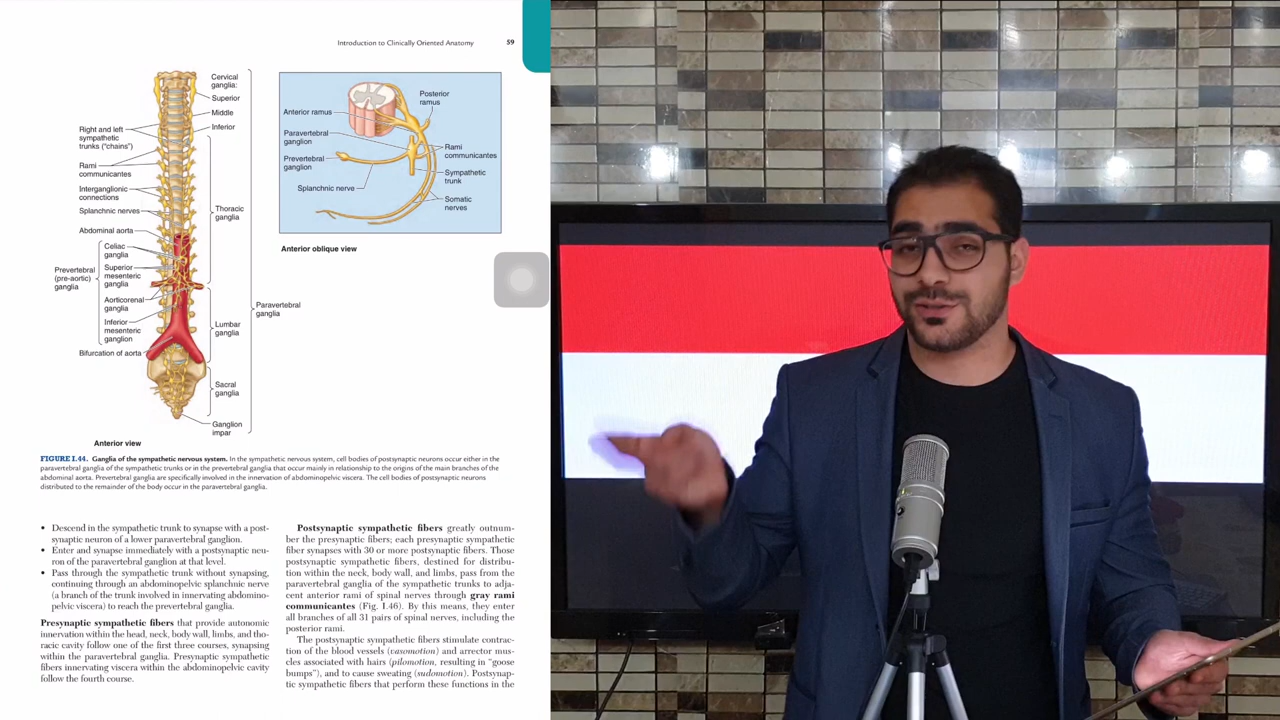 Introduction to Clinically Oriented Anatomy 59
Cervical
ganglia:
Superior
Middle
Inferior
Right and left
sympathetic
trunks ("chains")
Rami
communicantes
Interganglionic
connections
Splanchnic nerves
Thoracic
ganglia
Abdominal aorta
Celiac
ganglia
Prevertebral
(pre-aortic)
ganglia
Superior
mesenteric
ganglia
Aorticorenal
ganglia
Inferior
mesenteric
ganglion
Paravertebral
ganglia
Lumbar
ganglia
Bifurcation of aorta
Sacral
ganglia
Ganglion
impar
Anterior view
Posterior
ramus
Anterior ramus
Paravertebral
ganglion
Prevertebral
ganglion
Rami
communicantes
Sympathetic
trunk
Splanchnic nerve
Somatic
nerves
Anterior oblique view
FIGURE I.44. Ganglia of the sympathetic nervous system. In the sympathetic nervous system, cell bodies of postsynaptic neurons occur either in the
paravertebral ganglia of the sympathetic trunks or in the prevertebral ganglia that occur mainly in relationship to the origins of the main branches of the
abdominal aorta. Prevertebral ganglia are specifically involved in the innervation of abdominopelvic viscera. The cell bodies of postsynaptic neurons
distributed to the remainder of the body occur in the paravertebral ganglia.
• Descend in the sympathetic trunk to synapse with a post-
synaptic neuron of a lower paravertebral ganglion.
• Enter and synapse immediately with a postsynaptic neu-
ron of the paravertebral ganglion at that level.
• Pass through the sympathetic trunk without synapsing,
continuing through an abdominopelvic splanchnic nerve
(a branch of the trunk involved in innervating abdomino-
pelvic viscera) to reach the prevertebral ganglia.
Presynaptic sympathetic fibers that provide autonomic
innervation within the head, neck, body wall, limbs, and tho-
racic cavity follow one of the first three courses, synapsing
within the paravertebral ganglia. Presynaptic sympathetic
fibers innervating viscera within the abdominopelvic cavity
follow the fourth course.
Postsynaptic sympathetic fibers greatly outnum-
ber the presynaptic fibers; each presynaptic sympathetic
fiber synapses with 30 or more postsynaptic fibers. Those
postsynaptic sympathetic fibers, destined for distribu-
tion within the neck, body wall, and limbs, pass from the
paravertebral ganglia of the sympathetic trunks to adja-
cent anterior rami of spinal nerves through gray rami
communicantes (Fig. I.46). By this means, they enter
all branches of all 31 pairs of spinal nerves, including the
posterior rami.
The postsynaptic sympathetic fibers stimulate contrac-
tion of the blood vessels (vasomotion) and arrector mus-
cles associated with hairs (pilomotion, resulting in "goose
bumps"), and to cause sweating (sudomotion). Postsynap-
tic sympathetic fibers that perform these functions in the